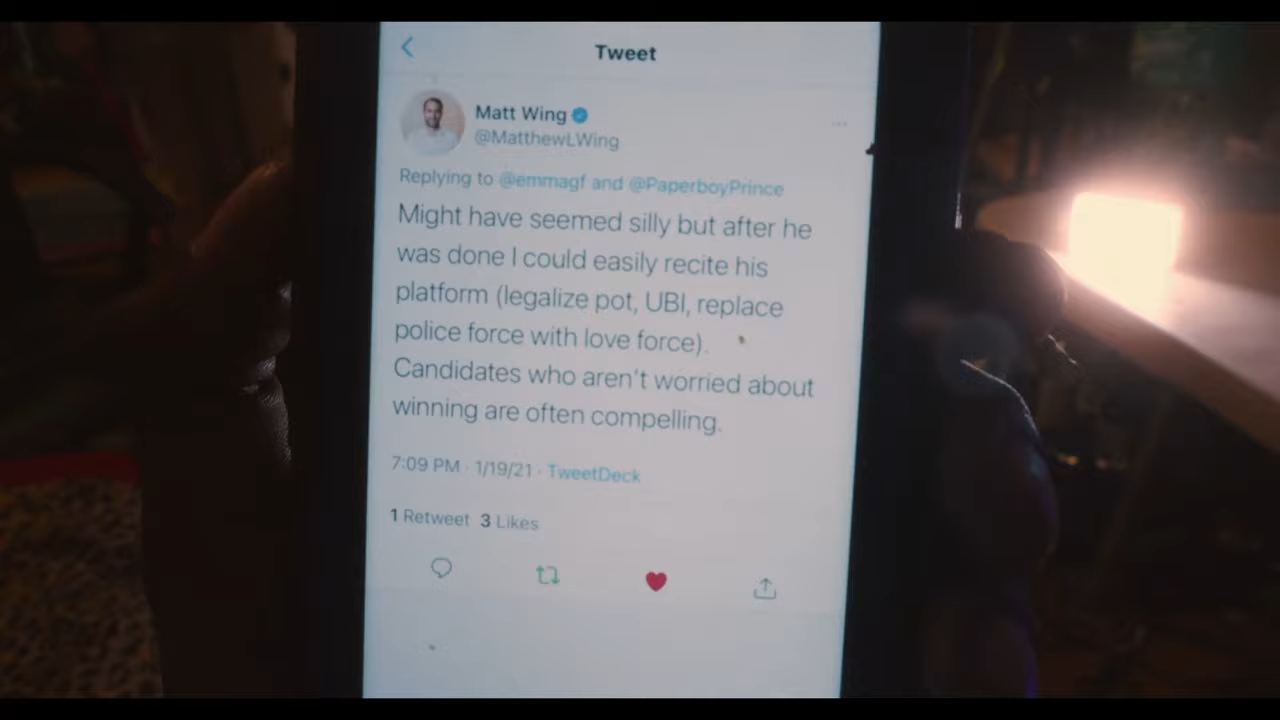 Tweet
Matt Wing
@MatthewLWing
Replying to @emmagf and @PaperboyPrince
Might have seemed silly but after he
was done I could easily recite his
platform (legalize pot, UBI, replace
police force with love force).
Candidates who aren't worried about
winning are often compelling.
7:09 PM · 1/19/21 · TweetDeck
1 Retweet 3 Likes